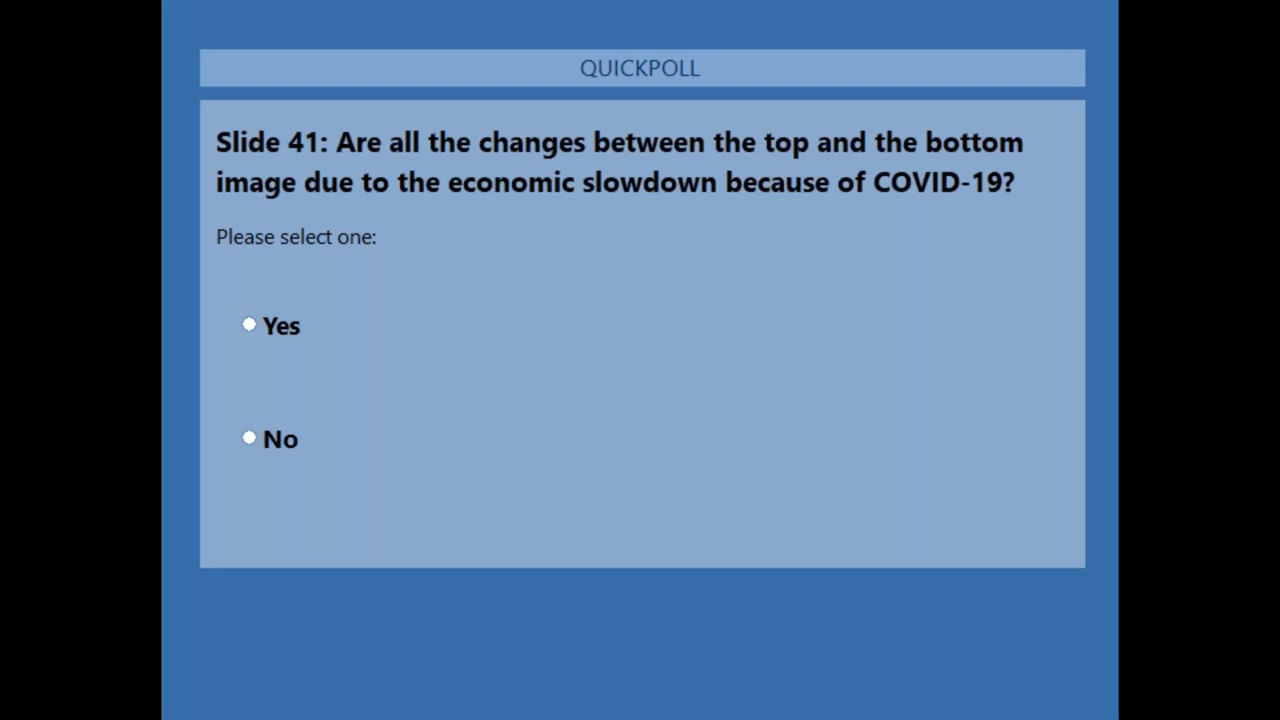 QUICKPOLL
Slide 41: Are all the changes between the top and the bottom
image due to the economic slowdown because of COVID-19?
Please select one:
Yes
No